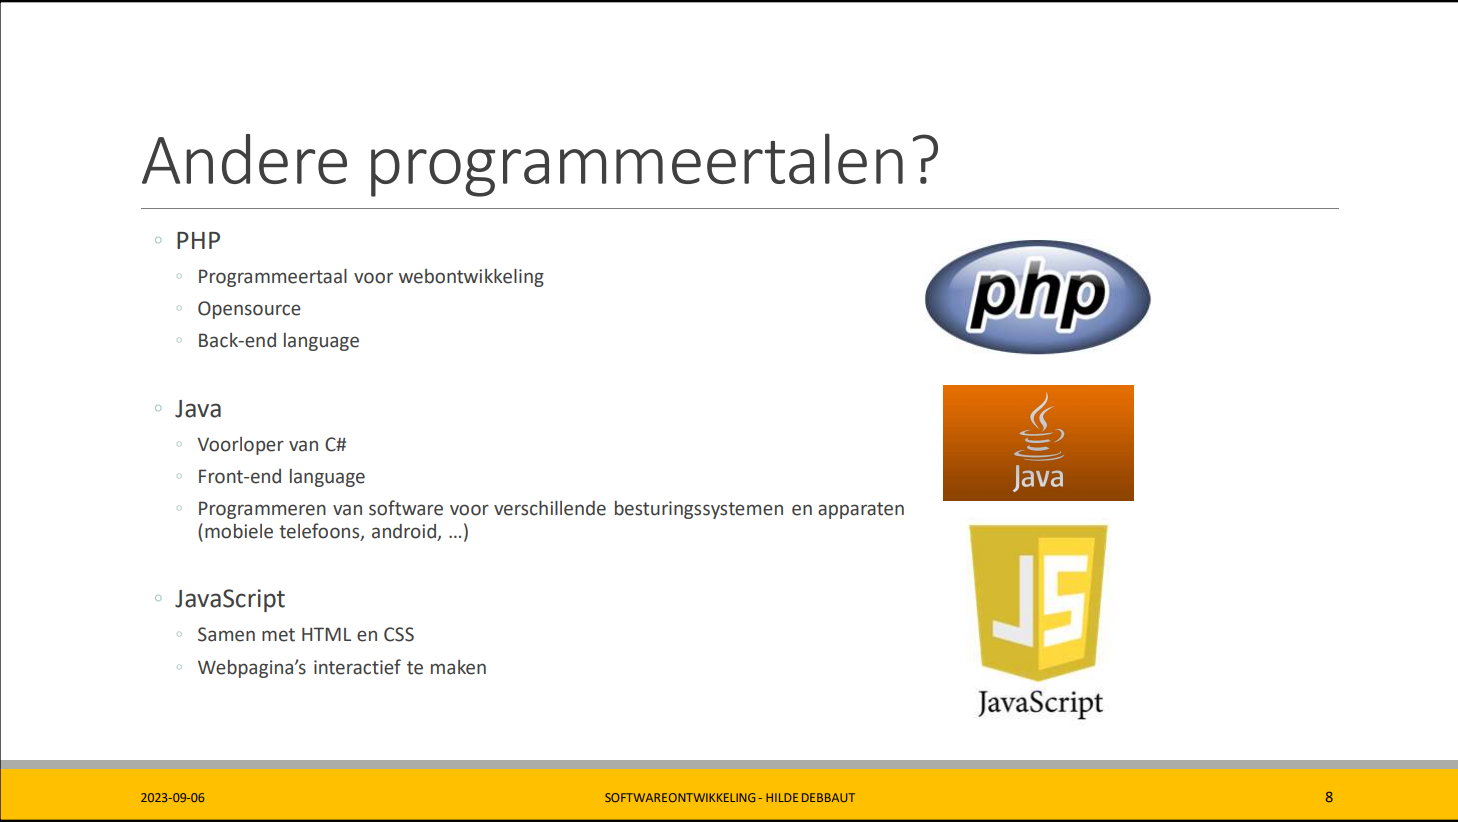 Andere programmeertalen?
PHP
Programmeertaal voor webontwikkeling
Opensource
Back-end language
php
Java
Voorloper van C#
Front-end language
Programmeren van software voor verschillende besturingssystemen en apparaten
(mobiele telefoons, android, ...)
Java
JavaScript
Samen met HTML en CSS
Webpagina’s interactief te maken
JS
JavaScript
2023-09-06
SOFTWAREONTWIKKELING - HILDE DEBBAUT
8